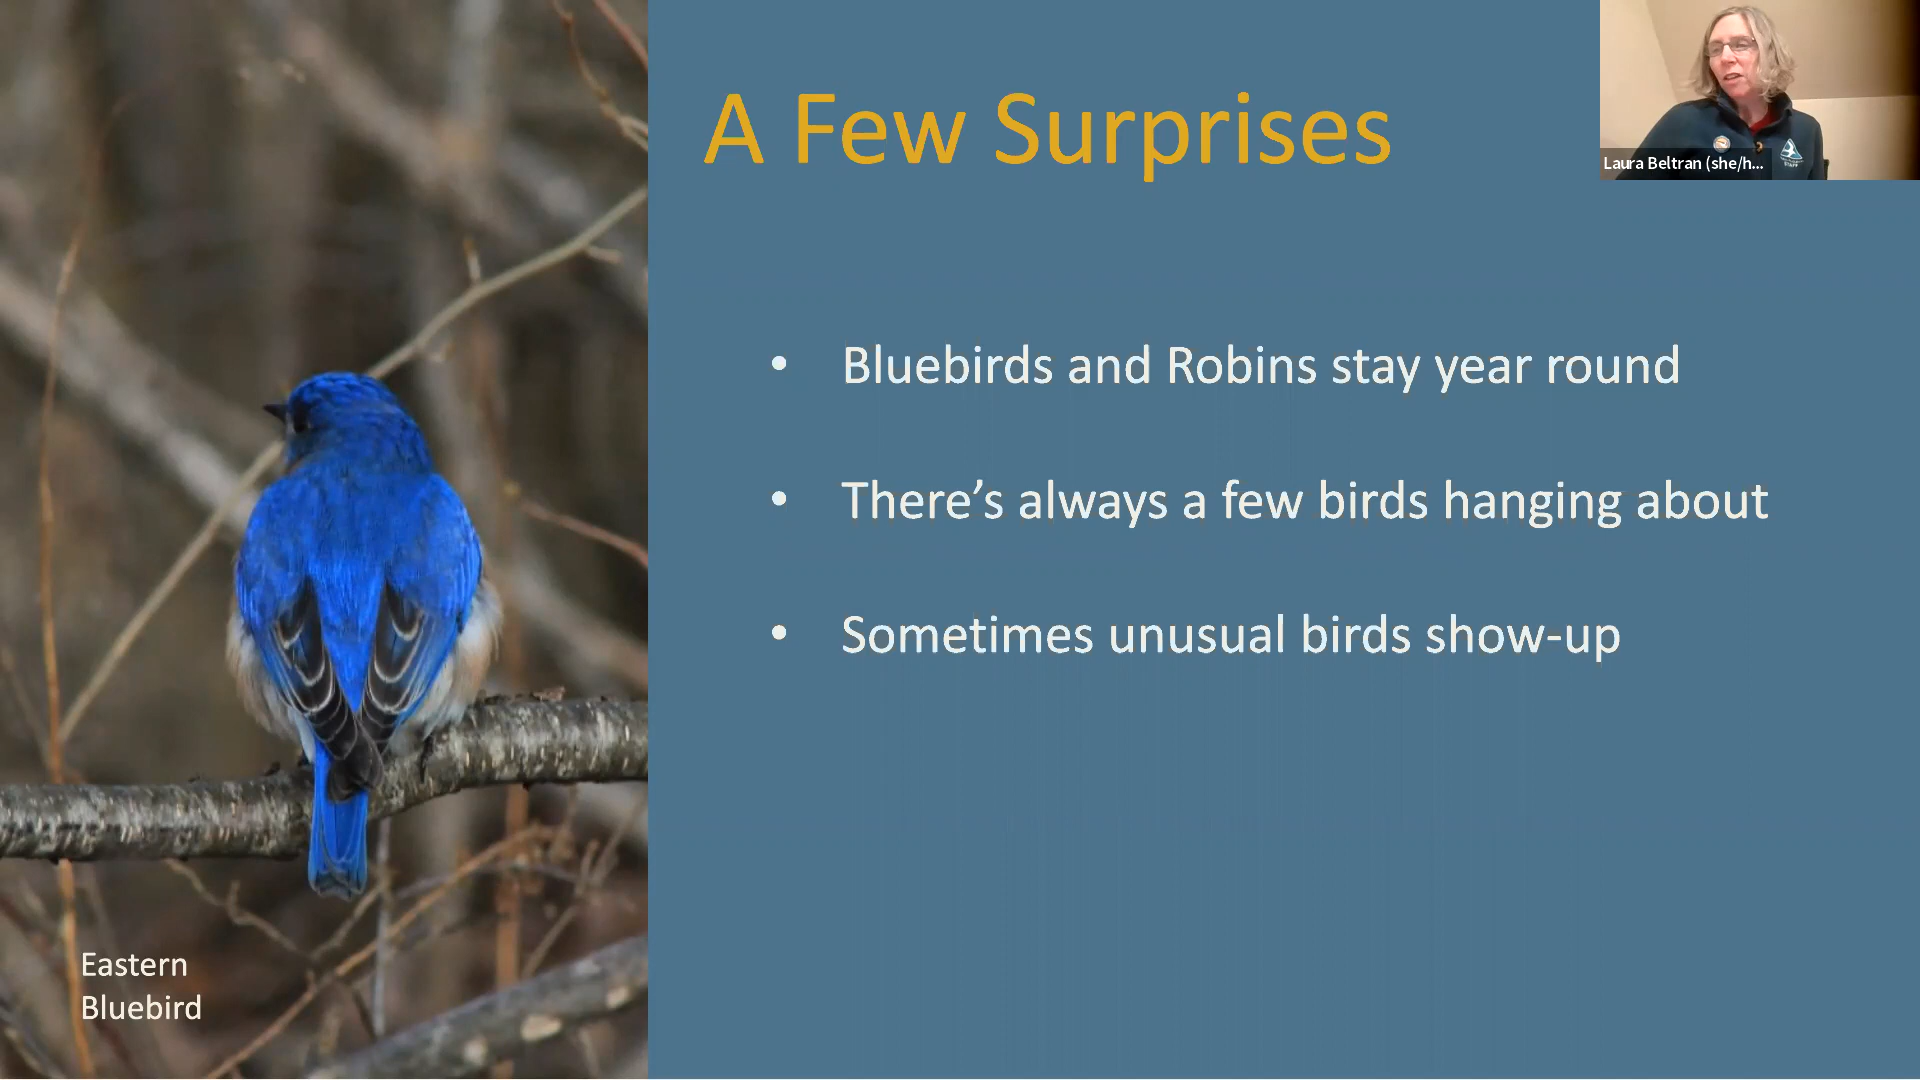 A Few Surprises
Laura Beltran (she/h...
• Bluebirds and Robins stay year round
• There’s always a few birds hanging about
• Sometimes unusual birds show-up
Eastern
Bluebird